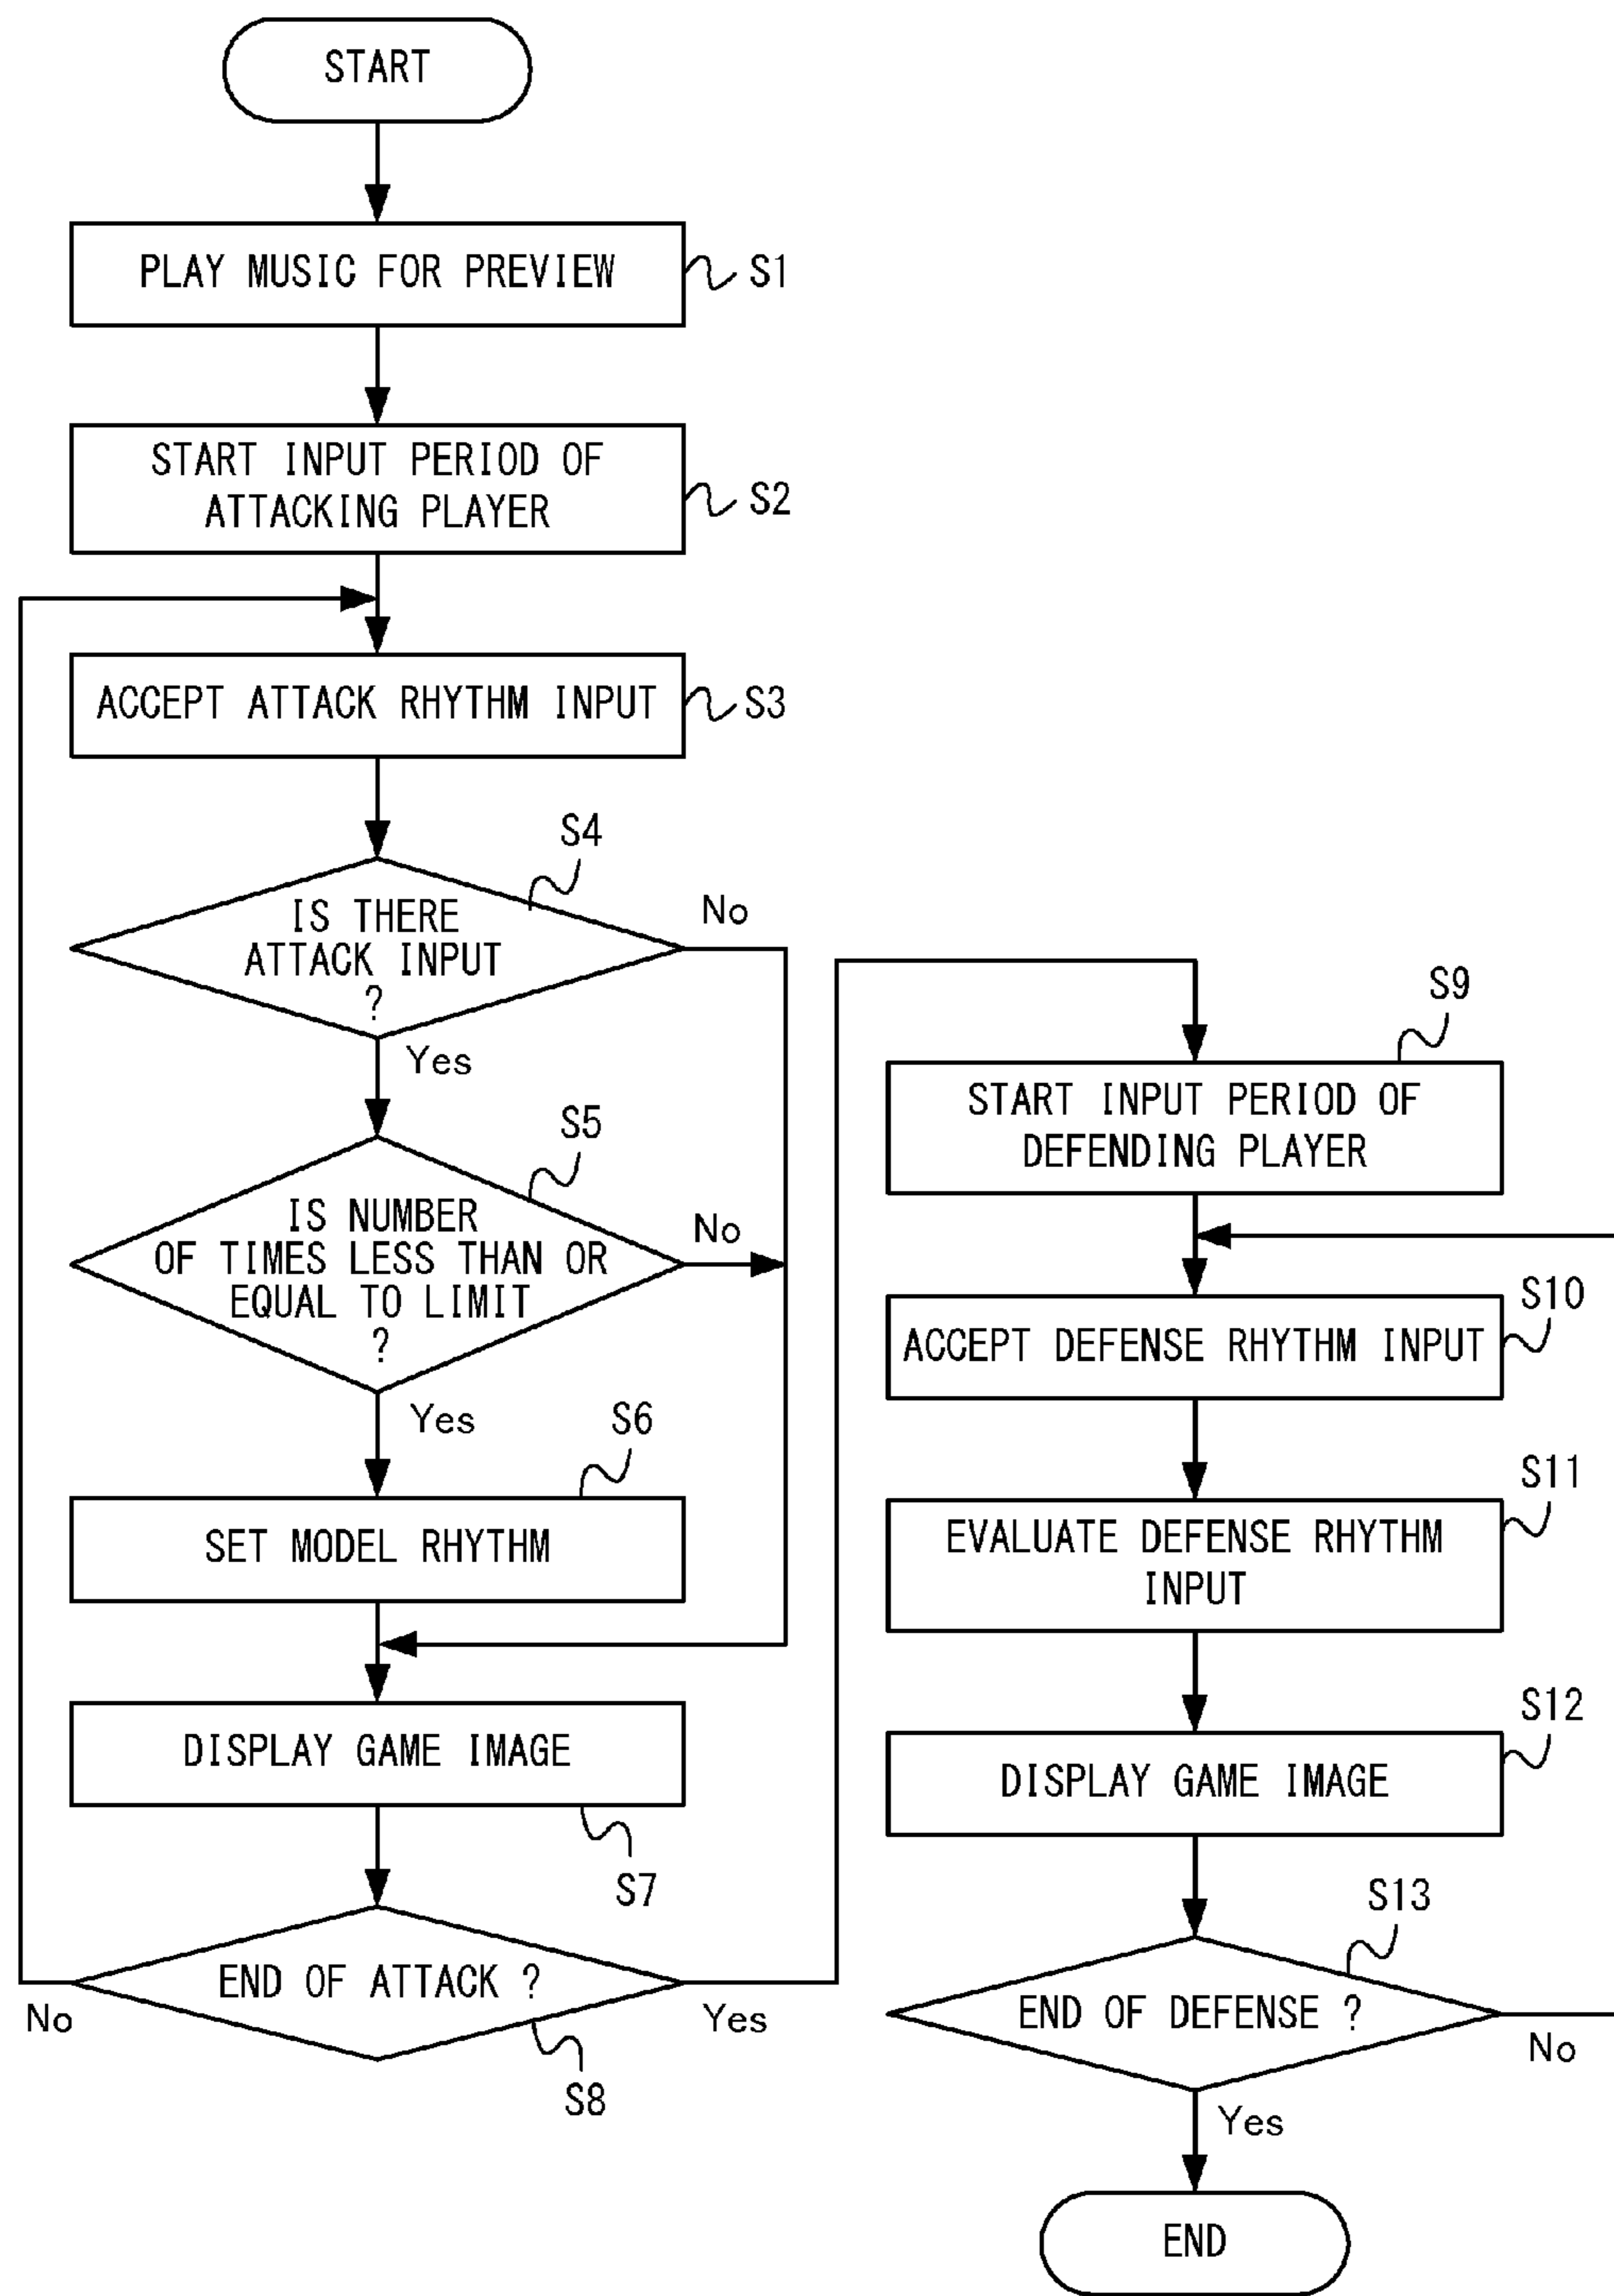 START
PLAY MUSIC FOR PREVIEW
S1
START INPUT PERIOD OF
ATTACKING PLAYER
S2
ACCEPT ATTACK RHYTHM INPUT
S3
S4
IS THERE
ATTACK INPUT
?
No
Yes
S5
IS NUMBER
OF TIMES LESS THAN OR
EQUAL TO LIMIT
?
No
Yes
S6
SET MODEL RHYTHM
DISPLAY GAME IMAGE
S7
END OF ATTACK ?
No
Yes
S8
S9
START INPUT PERIOD OF
DEFENDING PLAYER
S10
ACCEPT DEFENSE RHYTHM INPUT
S11
EVALUATE DEFENSE RHYTHM
INPUT
S12
DISPLAY GAME IMAGE
S13
END OF DEFENSE ?
No
Yes
END